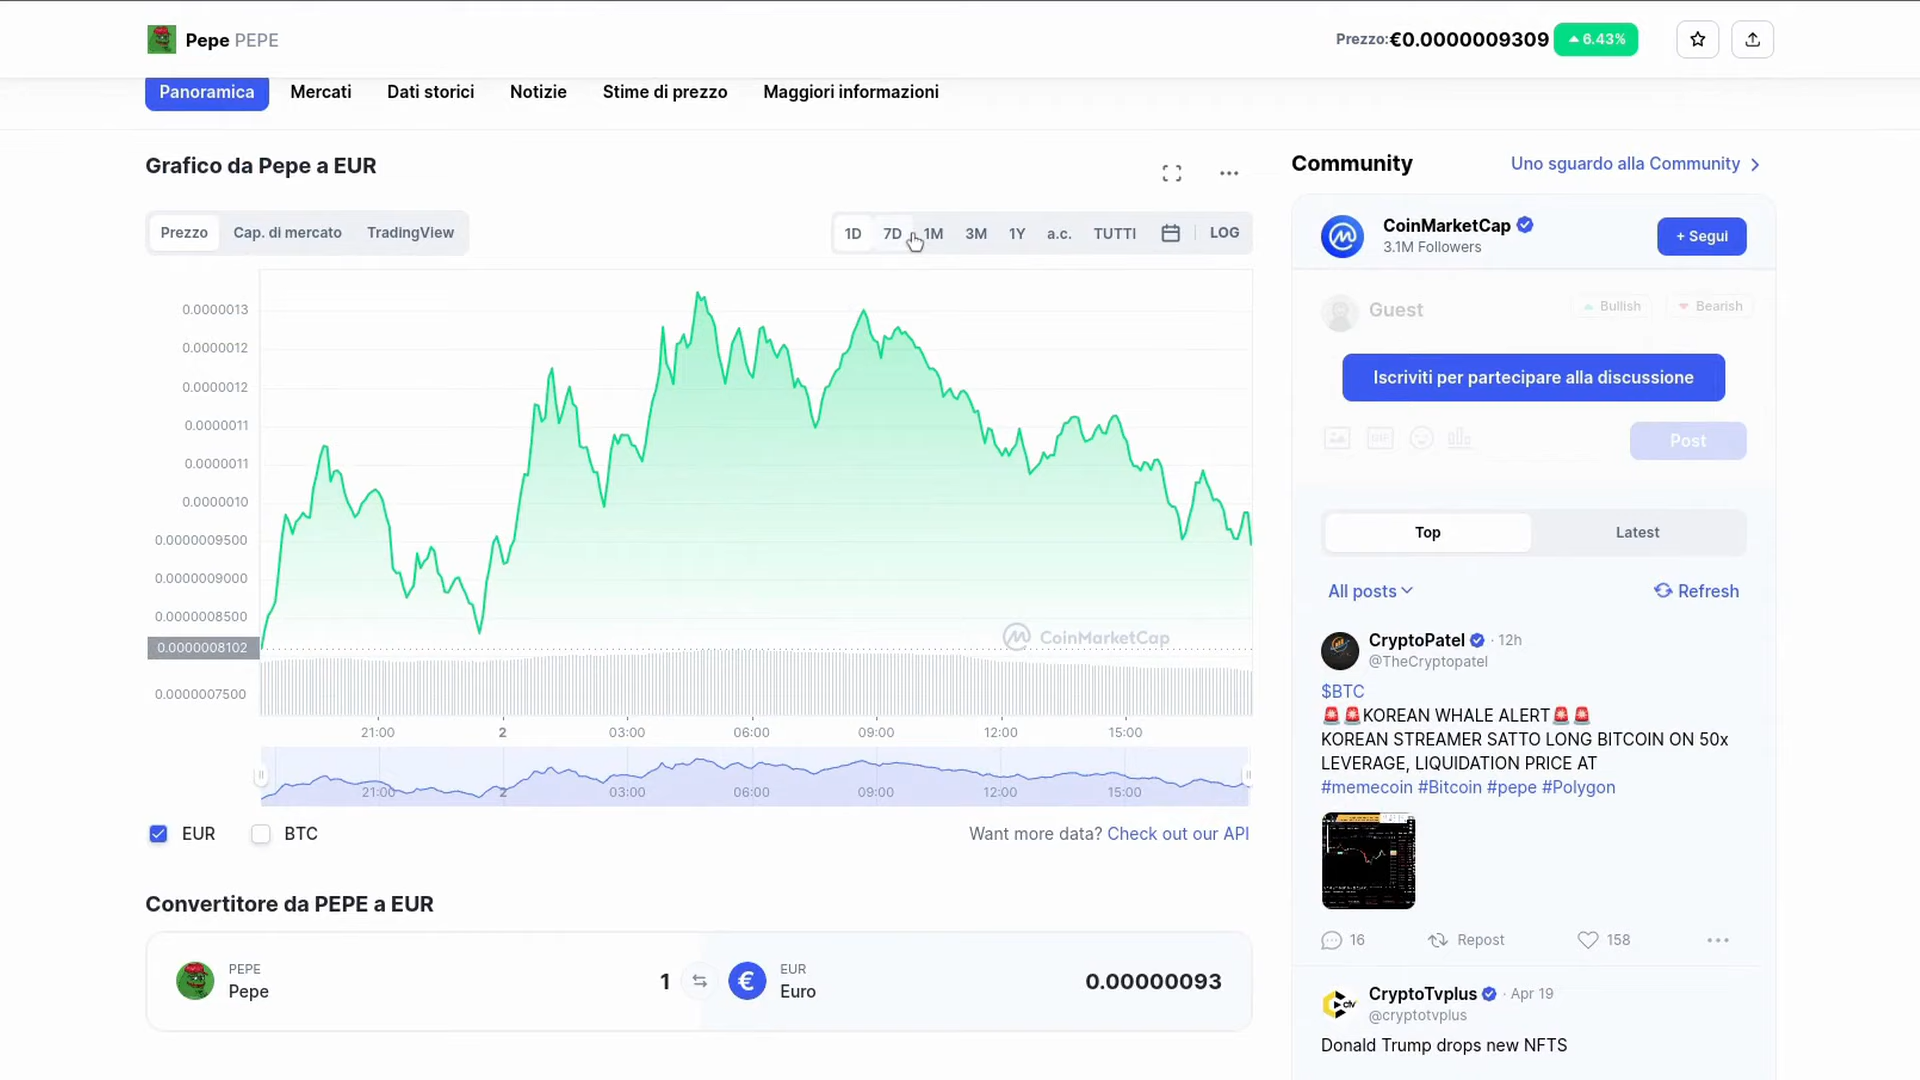 Pepe PEPE
Prezzo:€0.0000009309 6.43%
Panoramica Mercati Dati storici Notizie Stime di prezzo Maggiori informazioni
Grafico da Pepe a EUR
Prezzo Cap. di mercato TradingView
1D 7D 1M 3M 1Y a.c. TUTTI LOG
0.0000013
0.0000012
0.0000012
0.0000011
0.0000011
0.0000010
0.0000009500
0.0000009000
0.0000008500
0.0000008102
0.0000007500
CoinMarketCap
21:00 2 03:00 06:00 09:00 12:00 15:00
21:00 2 03:00 06:00 09:00 12:00 15:00
EUR BTC
Want more data? Check out our API
Convertitore da PEPE a EUR
PEPE
Pepe
1
EUR
Euro
0.00000093
Community
Uno sguardo alla Community
CoinMarketCap
3.1M Followers
+ Segui
Guest
Bullish Bearish
Iscriviti per partecipare alla discussione
GIF
Post
Top Latest
All posts Refresh
CryptoPatel · 12h
@TheCryptopatel
$BTC
🚨🚨KOREAN WHALE ALERT🚨🚨
KOREAN STREAMER SATTO LONG BITCOIN ON 50x
LEVERAGE, LIQUIDATION PRICE AT
#memecoin #Bitcoin #pepe #Polygon
16 Repost 158
CryptoTvplus · Apr 19
@cryptotvplus
Donald Trump drops new NFTS